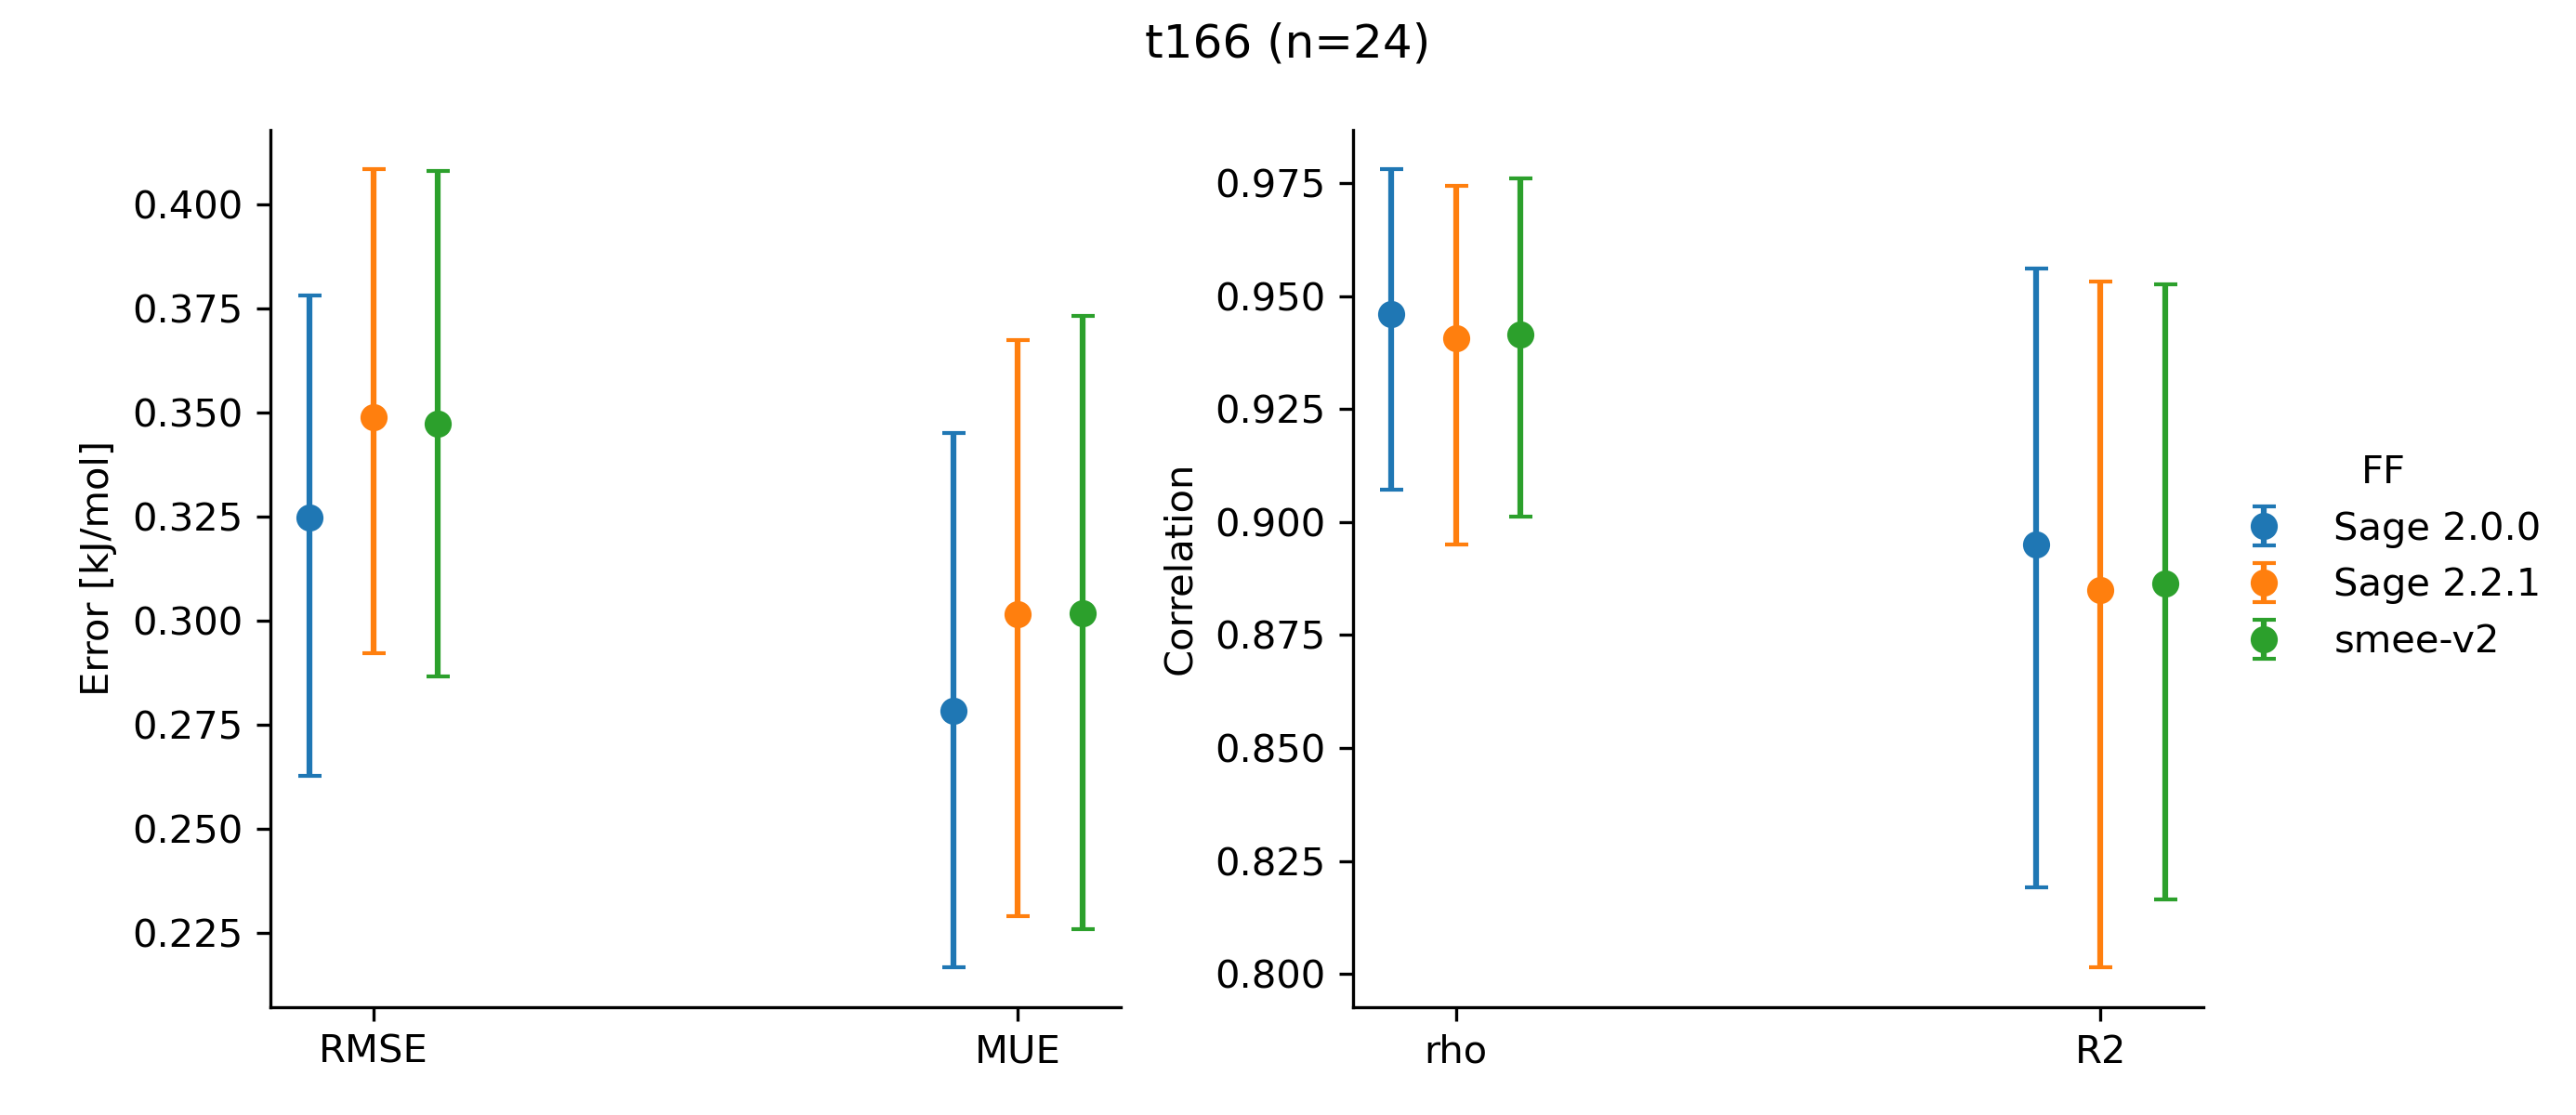 t166 (n=24)
Error [kJ/mol]
0.400
0.375
0.350
0.325
0.300
0.275
0.250
0.225
RMSE
MUE
Correlation
0.975
0.950
0.925
0.900
0.875
0.850
0.825
0.800
rho
R2
FF
Sage 2.0.0
Sage 2.2.1
smee-v2